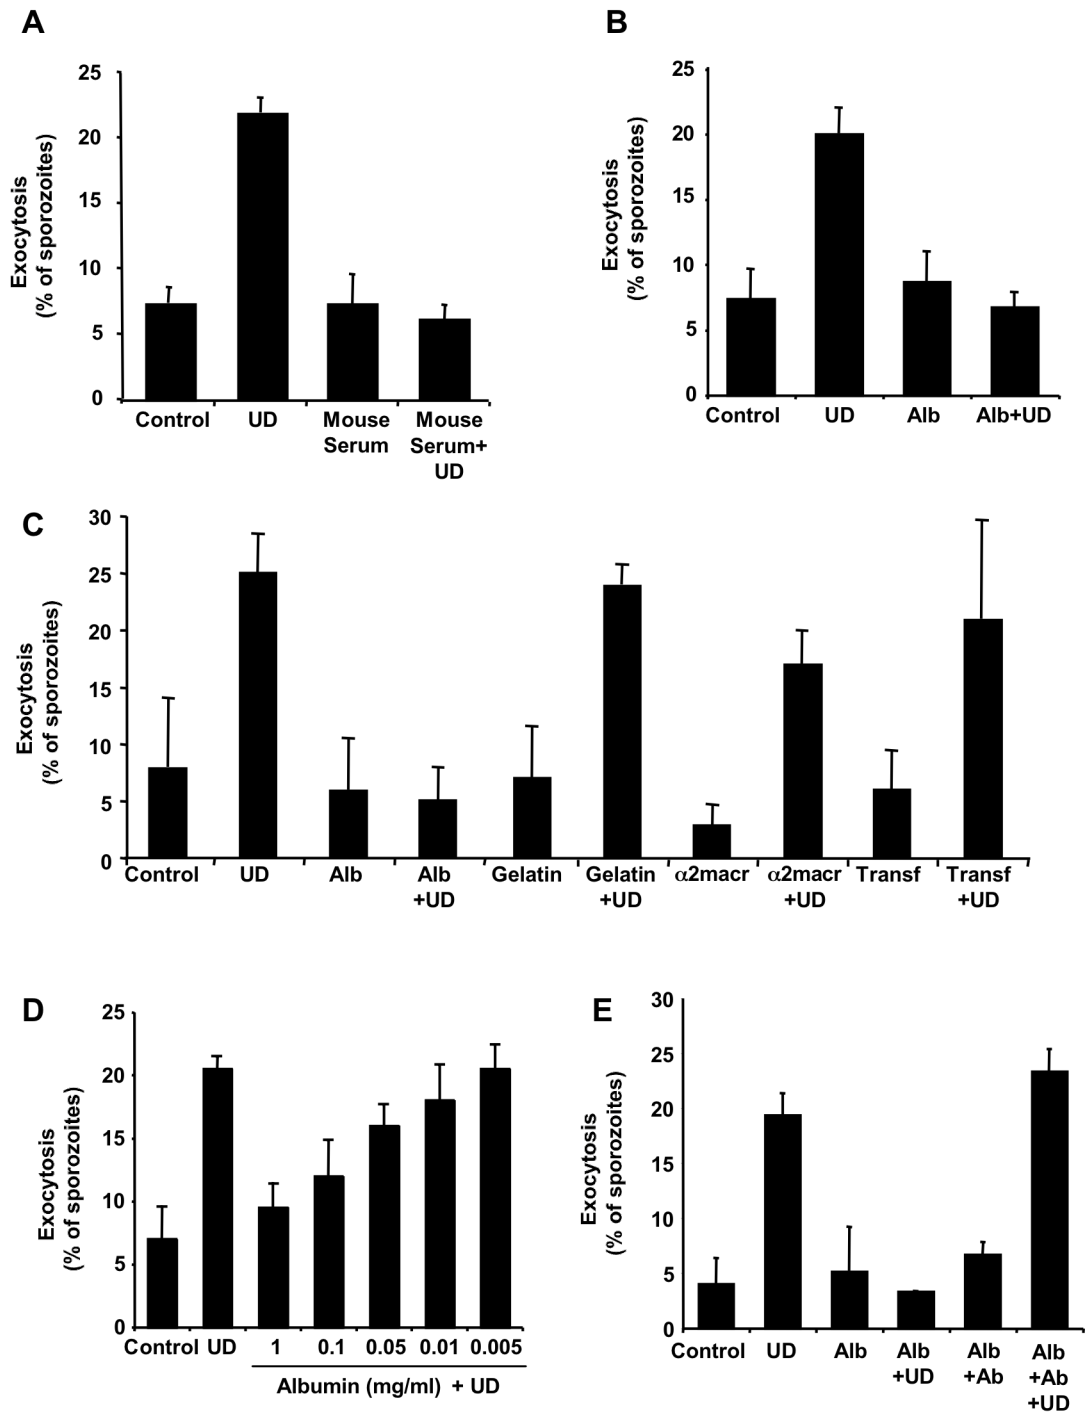 A
Exocytosis
(% of sporozoites)
25
20
15
10
5
0
Control
UD
Mouse
Serum
Mouse
Serum+
UD
B
Exocytosis
(% of sporozoites)
25
20
15
10
5
0
Control
UD
Alb
Alb+UD
C
Exocytosis
(% of sporozoites)
30
25
20
15
10
5
0
Control
UD
Alb
Alb
+UD
Gelatin
Gelatin
+UD
α2macr
α2macr
+UD
Transf
Transf
+UD
D
Exocytosis
(% of sporozoites)
25
20
15
10
5
0
Control
UD
1
0.1
0.05
0.01
0.005
Albumin (mg/ml) + UD
E
Exocytosis
(% of sporozoites)
30
25
20
15
10
5
0
Control
UD
Alb
Alb
+UD
Alb
+Ab
Alb
+Ab
+UD